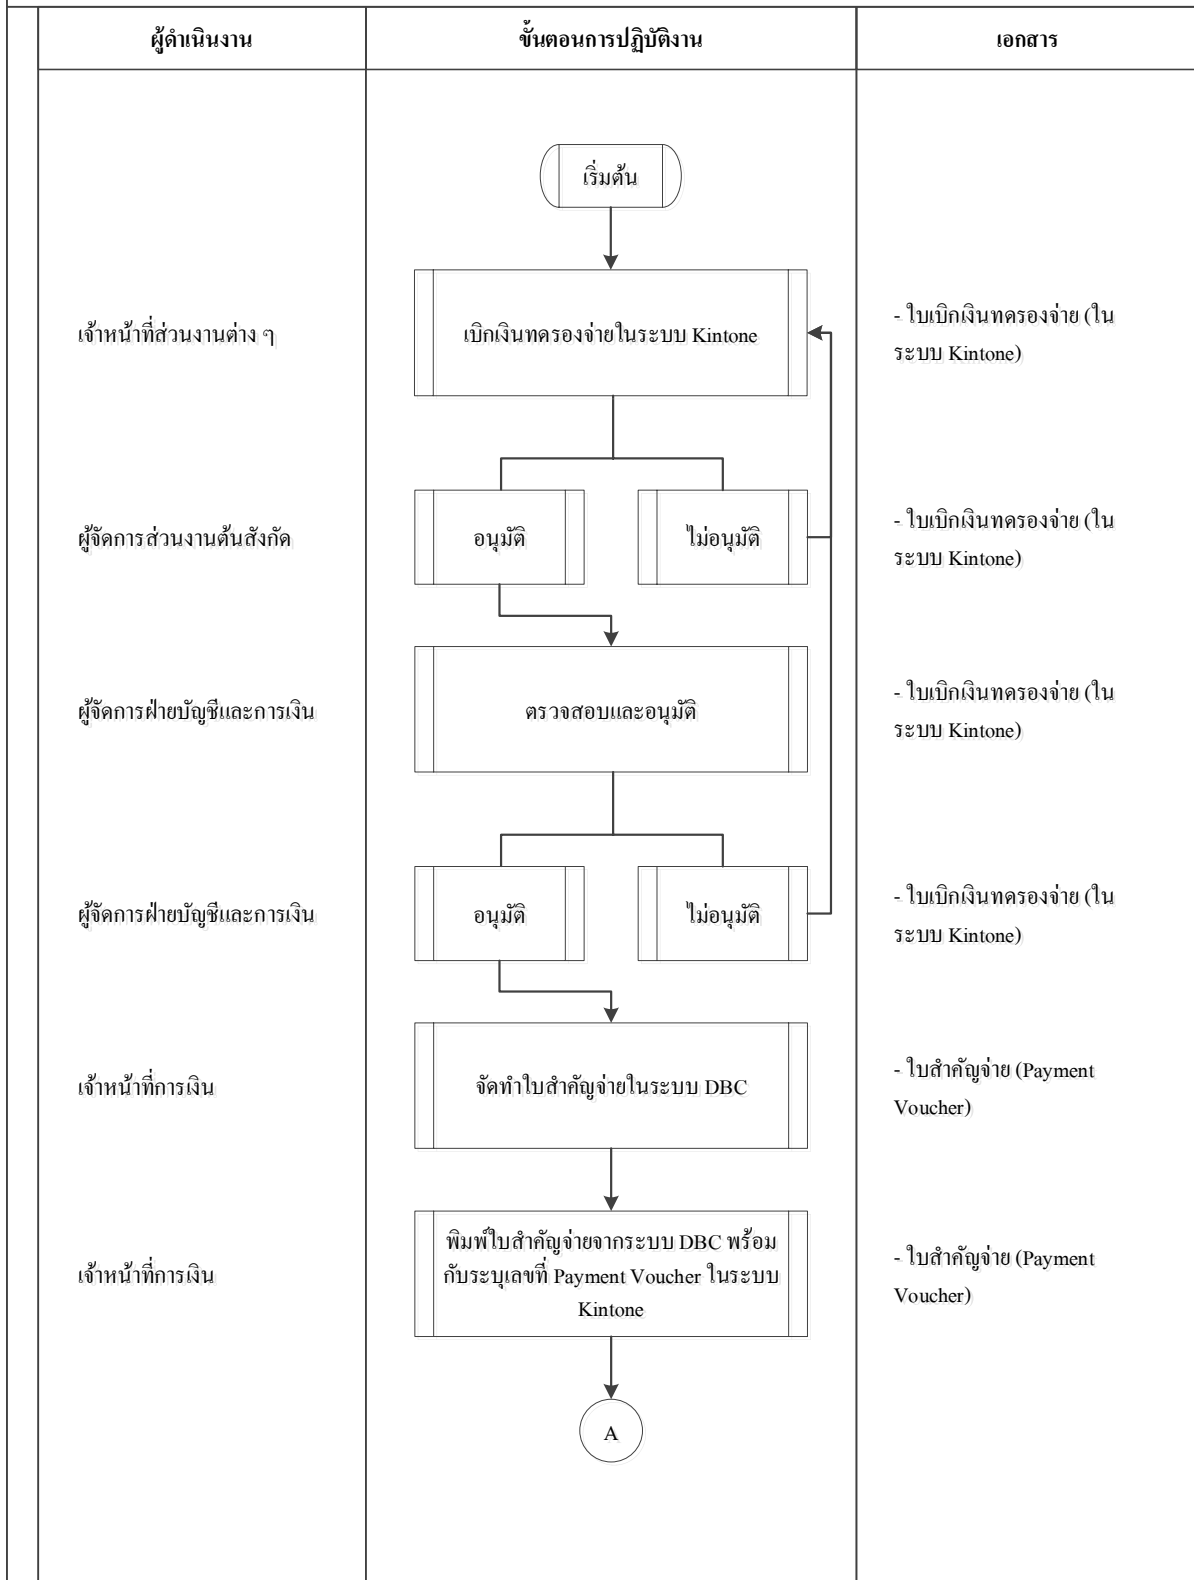 ผู้ดำเนินงาน
ขั้นตอนการปฏิบัติงาน
เอกสาร
เริ่มต้น
เจ้าหน้าที่ส่วนงานต่าง ๆ
เบิกเงินทดรองจ่ายในระบบ Kintone
- ใบเบิกเงินทดรองจ่าย (ใน
ระบบ Kintone)
ผู้จัดการส่วนงานต้นสังกัด
อนุมัติ
ไม่อนุมัติ
- ใบเบิกเงินทดรองจ่าย (ใน
ระบบ Kintone)
ผู้จัดการฝ่ายบัญชีและการเงิน
ตรวจสอบและอนุมัติ
- ใบเบิกเงินทดรองจ่าย (ใน
ระบบ Kintone)
ผู้จัดการฝ่ายบัญชีและการเงิน
อนุมัติ
ไม่อนุมัติ
- ใบเบิกเงินทดรองจ่าย (ใน
ระบบ Kintone)
เจ้าหน้าที่การเงิน
จัดทำใบสำคัญจ่ายในระบบ DBC
- ใบสำคัญจ่าย (Payment
Voucher)
เจ้าหน้าที่การเงิน
พิมพ์ใบสำคัญจ่ายจากระบบ DBC พร้อม
กับระบุเลขที่ Payment Voucher ในระบบ
Kintone
- ใบสำคัญจ่าย (Payment
Voucher)
A